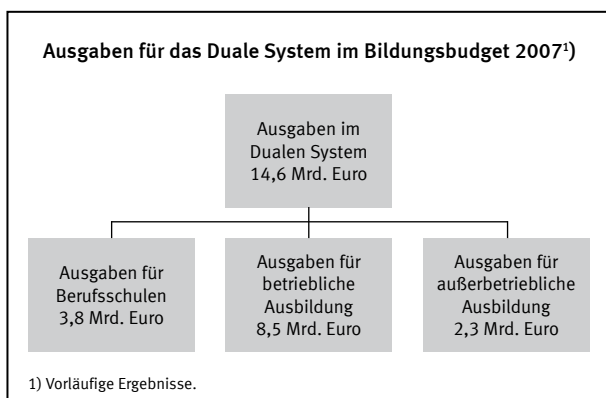 Ausgaben für das Duale System im Bildungsbudget 2007¹)
Ausgaben im
Dualen System
14,6 Mrd. Euro
Ausgaben für
Berufsschulen
3,8 Mrd. Euro
Ausgaben für
betriebliche
Ausbildung
8,5 Mrd. Euro
Ausgaben für
außerbetriebliche
Ausbildung
2,3 Mrd. Euro
1) Vorläufige Ergebnisse.